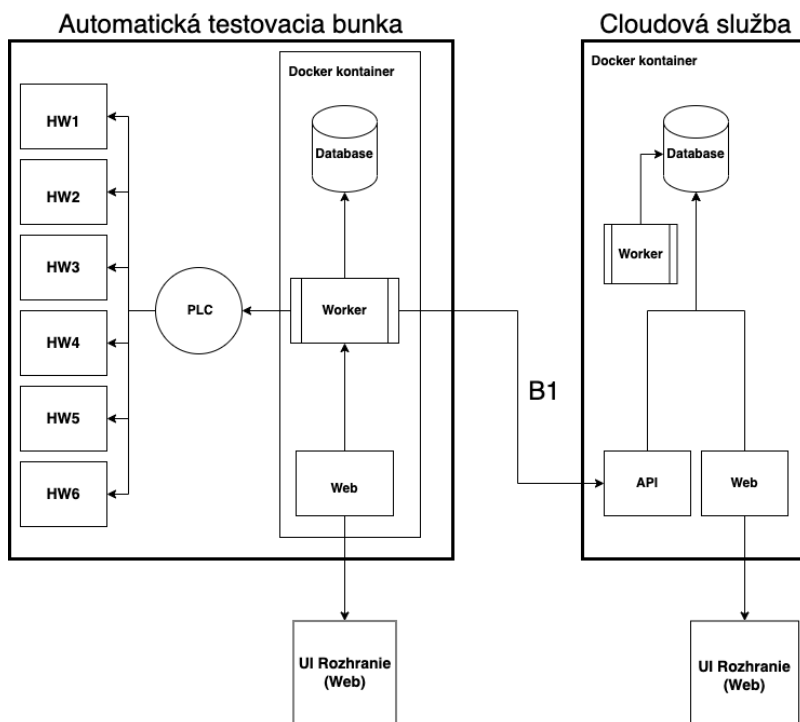 Automatická testovacia bunka
Docker kontainer
HW1
HW2
HW3
HW4
HW5
HW6
PLC
Database
Worker
Web
UI Rozhranie
(Web)
B1
Cloudová služba
Docker kontainer
Database
Worker
API
Web
UI Rozhranie
(Web)